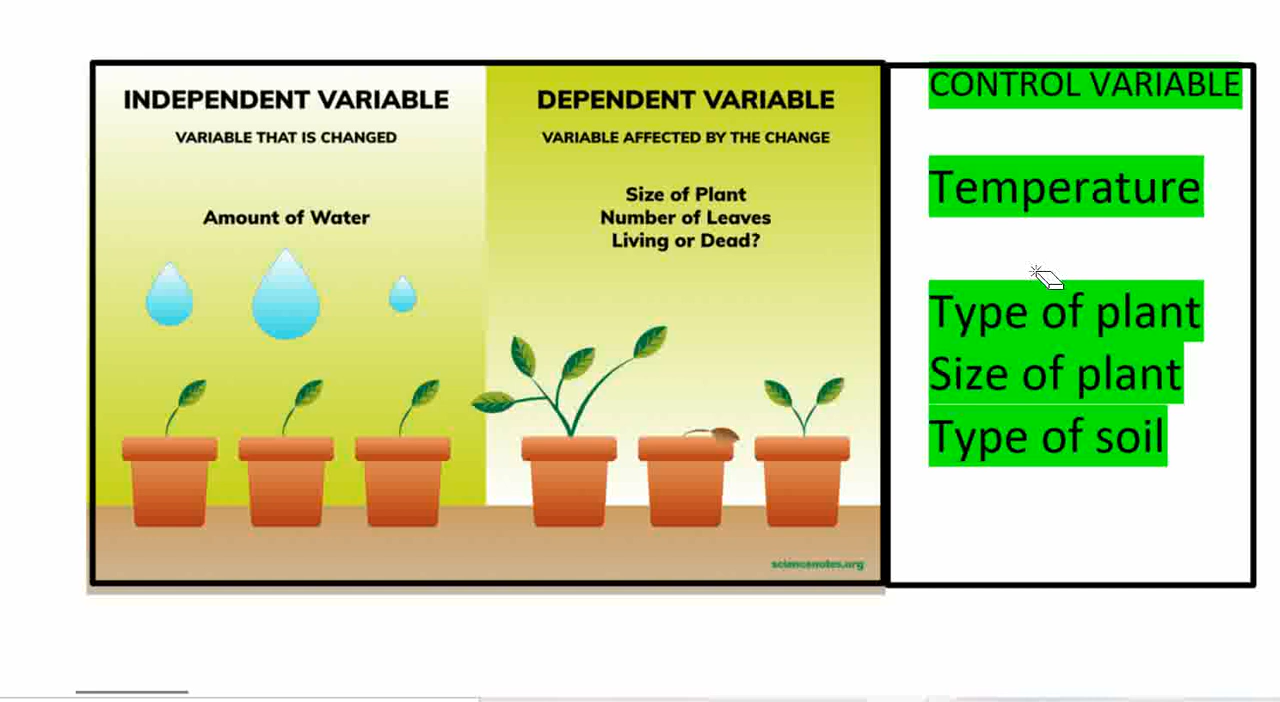 INDEPENDENT VARIABLE
VARIABLE THAT IS CHANGED
Amount of Water
DEPENDENT VARIABLE
VARIABLE AFFECTED BY THE CHANGE
Size of Plant
Number of Leaves
Living or Dead?
sciencenotes.org
CONTROL VARIABLE
Temperature
Type of plant
Size of plant
Type of soil